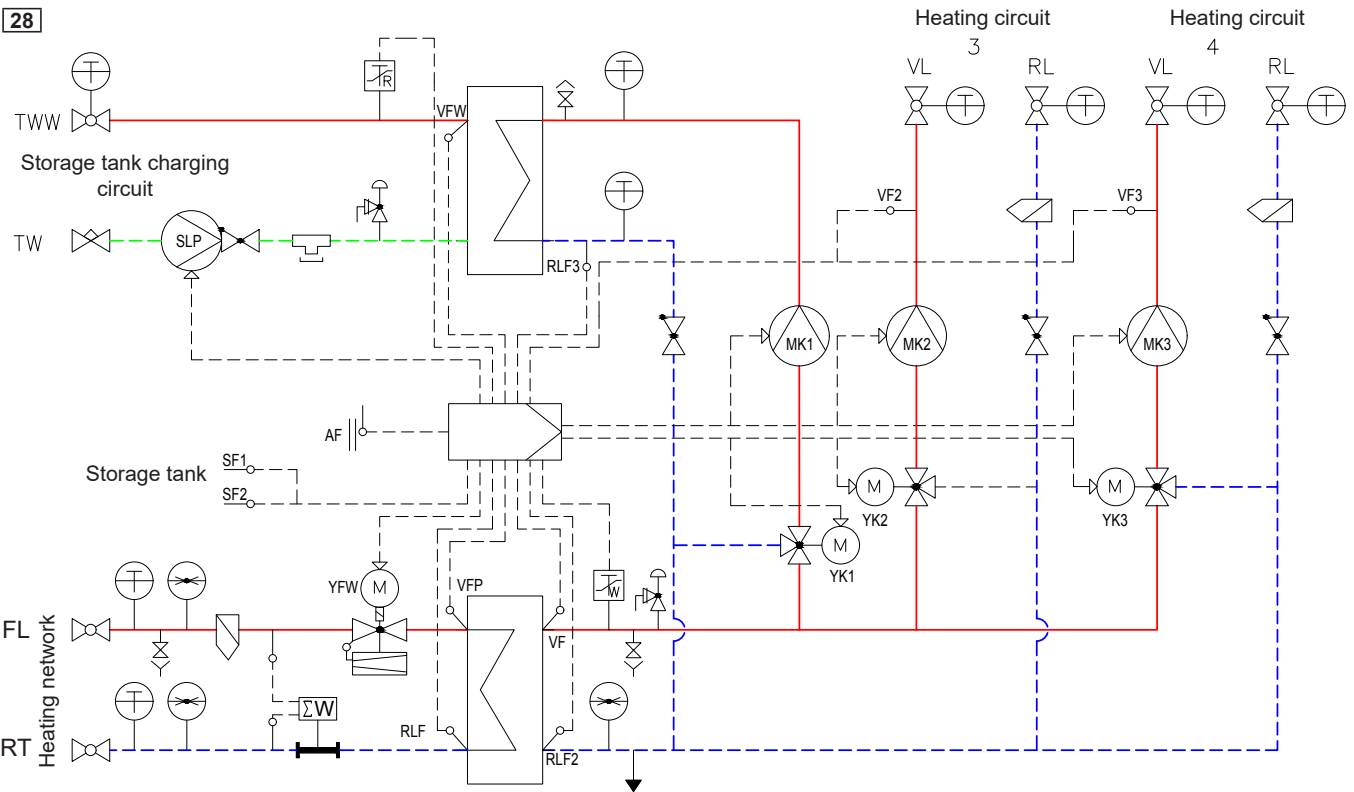 28
Heating circuit
3
Heating circuit
4
VL
RL
VL
RL
T
T
T
T
T
R
T
T
TWW
VFW
Storage tank charging
circuit
T
VF2
VF3
TW
SLP
RLF3
MK1
MK2
MK3
AF
SF1
Storage tank
SF2
M
YK2
M
YK3
M
YK1
T
YFW
M
VFP
W
FL
VF
Heating network
T
ΣW
RLF
RT
RLF2